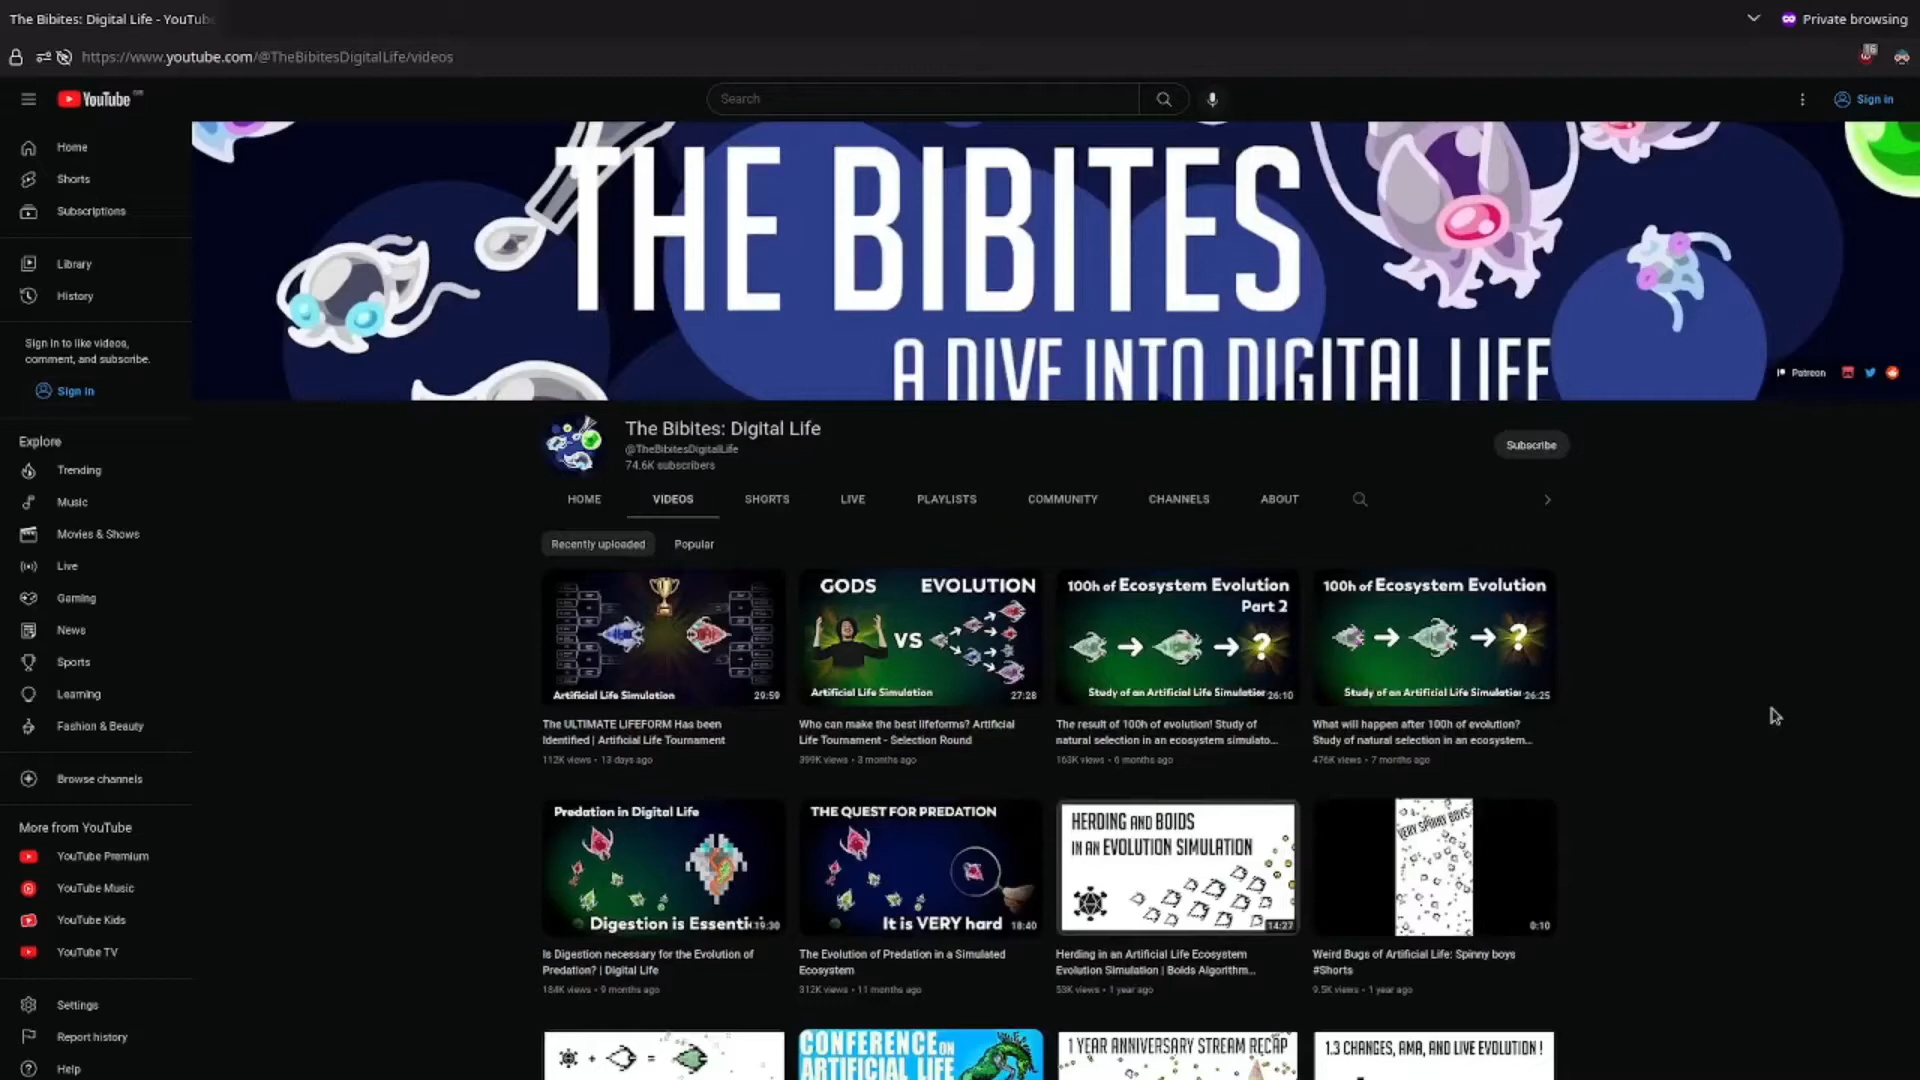 The Bibites: Digital Life - YouTube
Private browsing
https://www.youtube.com/@TheBibitesDigitalLife/videos
16
YouTube
Search
Sign in
Home
Shorts
Subscriptions
Library
History
Sign in to like videos,
comment, and subscribe.
Sign in
Explore
Trending
Music
Movies & Shows
Live
Gaming
News
Sports
Learning
Fashion & Beauty
Browse channels
More from YouTube
YouTube Premium
YouTube Music
YouTube Kids
YouTube TV
Settings
Report history
Help
THE BIBITES
A DIVE INTO DIGITAL LIFE
Patreon
The Bibites: Digital Life
@TheBibitesDigitalLife
74.6K subscribers
Subscribe
HOME VIDEOS SHORTS LIVE PLAYLISTS COMMUNITY CHANNELS ABOUT
Recently uploaded Popular
Artificial Life Simulation
29:59
The ULTIMATE LIFEFORM Has been
Identified | Artificial Life Tournament
112K views • 13 days ago
GODS EVOLUTION
VS
Artificial Life Simulation
27:28
Who can make the best lifeforms? Artificial
Life Tournament - Selection Round
399K views • 3 months ago
100h of Ecosystem Evolution
Part 2
?
Study of an Artificial Life Simulation
26:10
The result of 100h of evolution! Study of
natural selection in an ecosystem simulato...
163K views • 6 months ago
100h of Ecosystem Evolution
?
Study of an Artificial Life Simulation
26:25
What will happen after 100h of evolution?
Study of natural selection in an ecosystem...
476K views • 7 months ago
Predation in Digital Life
Digestion is Essenti
19:30
Is Digestion necessary for the Evolution of
Predation? | Digital Life
184K views • 9 months ago
THE QUEST FOR PREDATION
It is VERY hard
18:40
The Evolution of Predation in a Simulated
Ecosystem
312K views • 11 months ago
HERDING AND BOIDS
IN AN EVOLUTION SIMULATION
14:27
Herding in an Artificial Life Ecosystem
Evolution Simulation | Boids Algorithm...
53K views • 1 year ago
VERY SPINNY BOYS
0:10
Weird Bugs of Artificial Life: Spinny boys
#Shorts
9.5K views • 1 year ago
+ =
CONFERENCE ON
ARTIFICIAL LIFE
1 YEAR ANNIVERSARY STREAM RECAP
1.3 CHANGES, AMA, AND LIVE EVOLUTION !